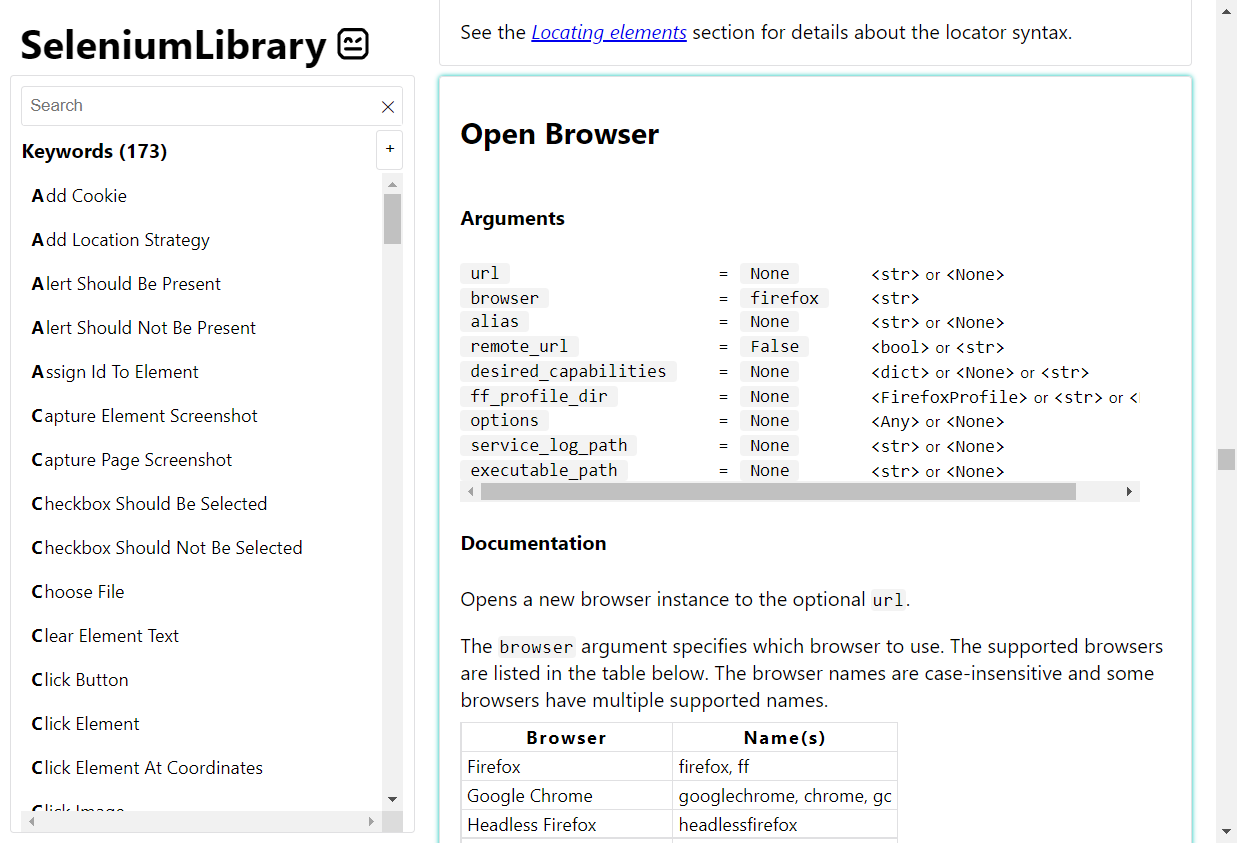 SeleniumLibrary
Search
Keywords (173)
+
Add Cookie
Add Location Strategy
Alert Should Be Present
Alert Should Not Be Present
Assign Id To Element
Capture Element Screenshot
Capture Page Screenshot
Checkbox Should Be Selected
Checkbox Should Not Be Selected
Choose File
Clear Element Text
Click Button
Click Element
Click Element At Coordinates
Click Image
See the Locating elements section for details about the locator syntax.
Open Browser
Arguments
url = None <str> or <None>
browser = firefox <str>
alias = None <str> or <None>
remote_url = False <bool> or <str>
desired_capabilities = None <dict> or <None> or <str>
ff_profile_dir = None <FirefoxProfile> or <str> or <
options = None <Any> or <None>
service_log_path = None <str> or <None>
executable_path = None <str> or <None>
Documentation
Opens a new browser instance to the optional url.
The browser argument specifies which browser to use. The supported browsers
are listed in the table below. The browser names are case-insensitive and some
browsers have multiple supported names.
Browser Name(s)
Firefox firefox, ff
Google Chrome googlechrome, chrome, gc
Headless Firefox headlessfirefox